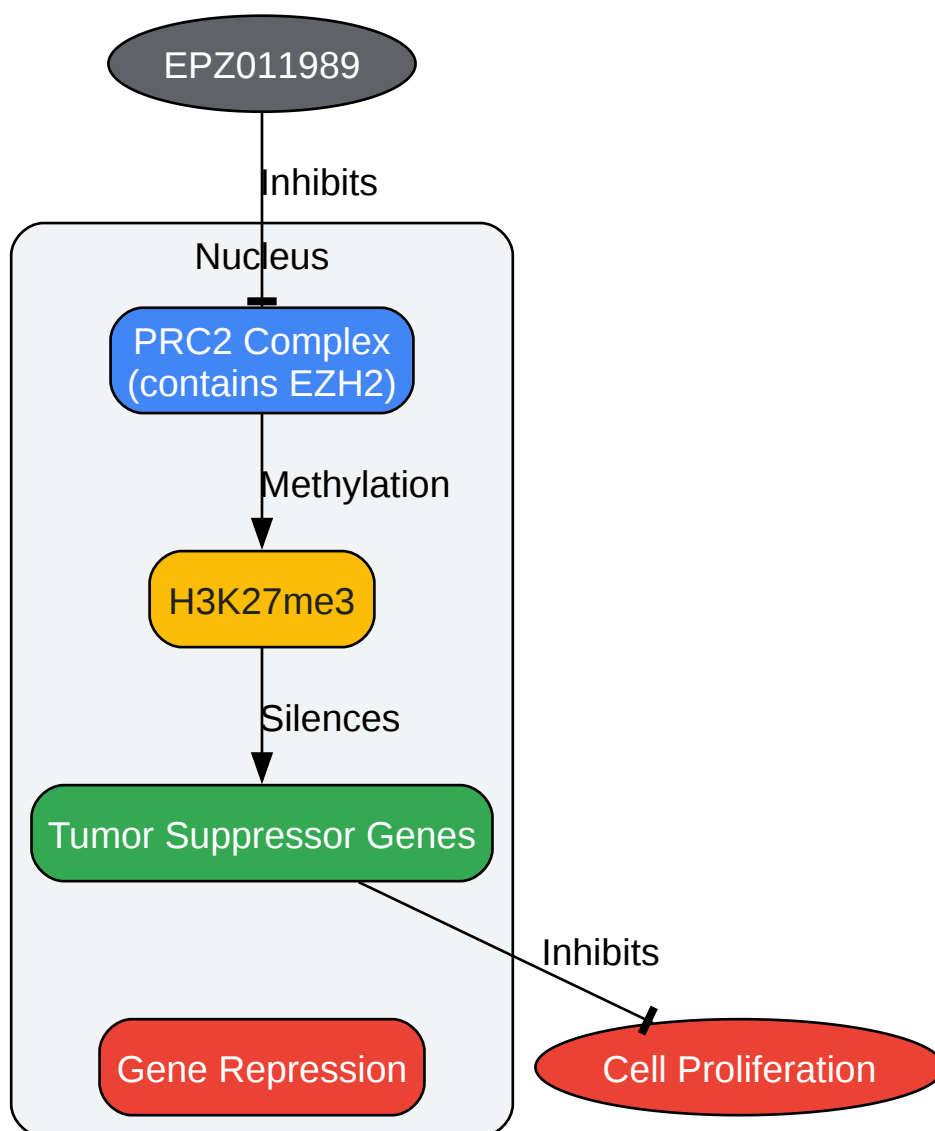 EPZ011989
Inhibits
Nucleus
PRC2 Complex
(contains EZH2)
Methylation
H3K27me3
Silences
Tumor Suppressor Genes
Inhibits
Gene Repression
Cell Proliferation